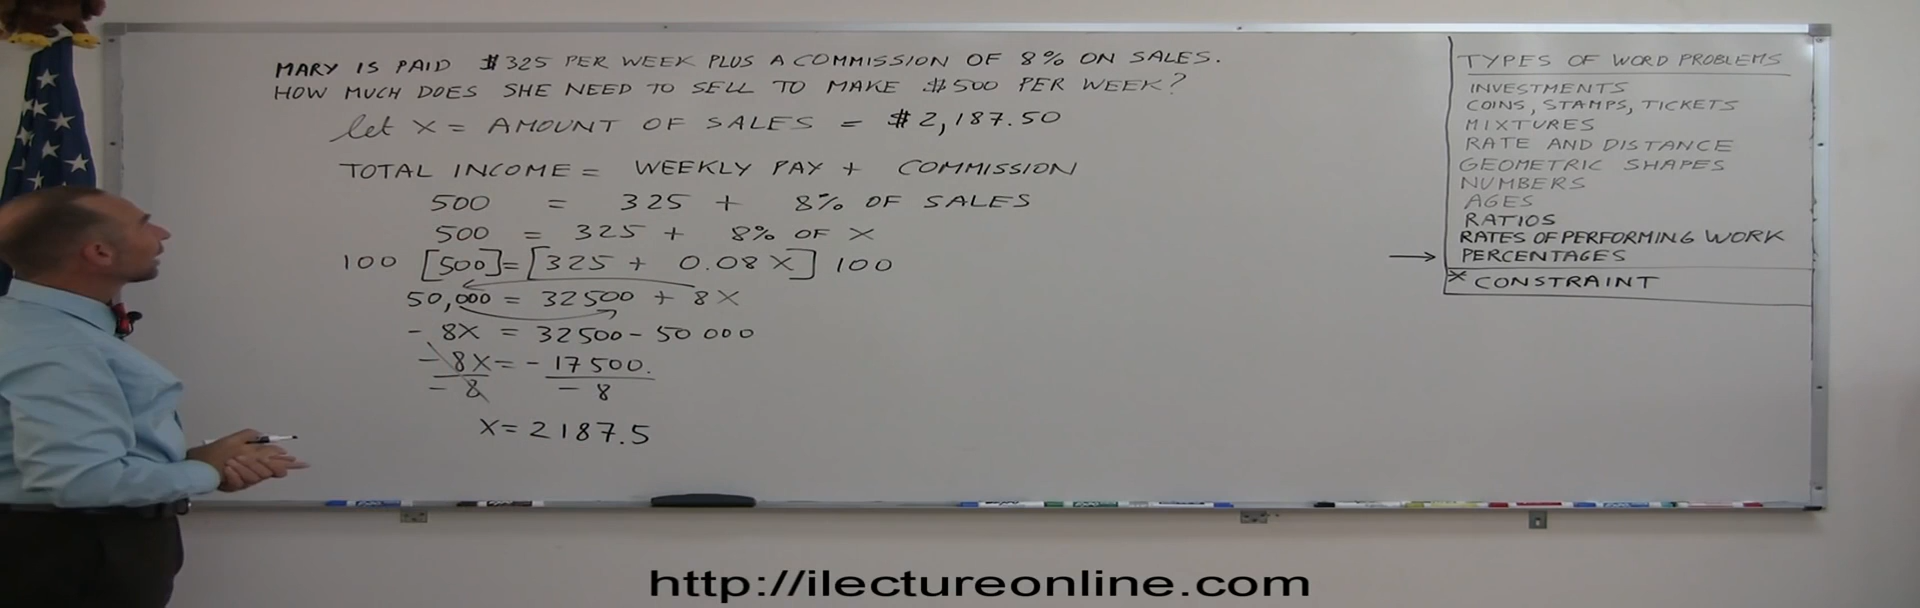 MARY IS PAID $325 PER WEEK PLUS A COMMISSION OF 8% ON SALES.
HOW MUCH DOES SHE NEED TO SELL TO MAKE $500 PER WEEK?
let X = AMOUNT OF SALES = $2,187.50
TOTAL INCOME = WEEKLY PAY + COMMISSION
500 = 325 + 8% OF SALES
500 = 325 + 8% OF X
100 [500] = [325 + 0.08X] 100
50,000 = 32500 + 8X
- 8X = 32500 - 50 000
- 8X = - 17500.
- 8 - 8
X = 2187.5
TYPES OF WORD PROBLEMS
INVESTMENTS
COINS, STAMPS, TICKETS
MIXTURES
RATE AND DISTANCE
GEOMETRIC SHAPES
NUMBERS
AGES
RATIOS
RATES OF PERFORMING WORK
→ PERCENTAGES
* CONSTRAINT
http://ilectureonline.com